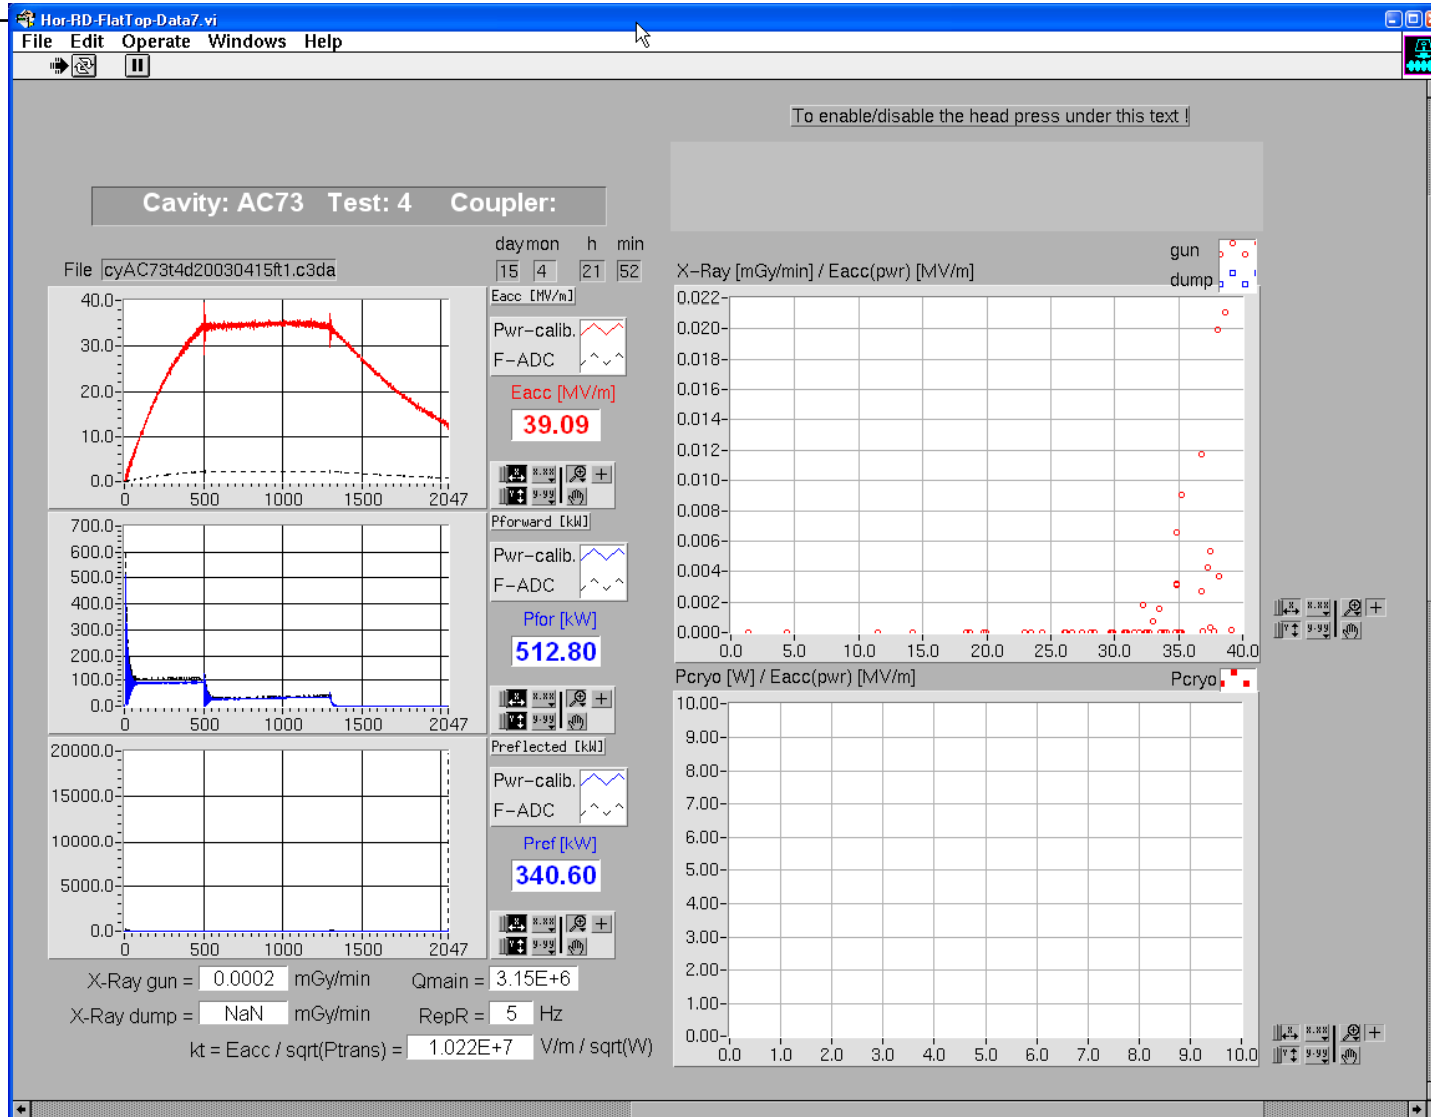 Hor-RD-FlatTop-Data7.vi
File Edit Operate Windows Help
To enable/disable the head press under this text !
Cavity: AC73 Test: 4 Coupler:
day mon h min
File cyAC73t4d20030415ft1.c3da 15 4 21 52
Eacc [MV/m]
40.0
30.0
20.0
10.0
0.0
0 500 1000 1500 2047
Pwr-calib.
F-ADC
Eacc [MV/m]
39.09
Pforward [kW]
700.0
600.0
500.0
400.0
300.0
200.0
100.0
0.0
0 500 1000 1500 2047
Pwr-calib.
F-ADC
Pfor [kW]
512.80
Preflected [kW]
20000.0
15000.0
10000.0
5000.0
0.0
0 500 1000 1500 2047
Pwr-calib.
F-ADC
Pref [kW]
340.60
X-Ray gun = 0.0002 mGy/min Qmain = 3.15E+6
X-Ray dump = NaN mGy/min RepR = 5 Hz
kt = Eacc / sqrt(Ptrans) = 1.022E+7 V/m / sqrt(W)
X-Ray [mGy/min] / Eacc(pwr) [MV/m]
gun
dump
0.022
0.020
0.018
0.016
0.014
0.012
0.010
0.008
0.006
0.004
0.002
0.000
0.0 5.0 10.0 15.0 20.0 25.0 30.0 35.0 40.0
Pcryo [W] / Eacc(pwr) [MV/m] Pcryo
10.00
9.00
8.00
7.00
6.00
5.00
4.00
3.00
2.00
1.00
0.00
0.0 1.0 2.0 3.0 4.0 5.0 6.0 7.0 8.0 9.0 10.0